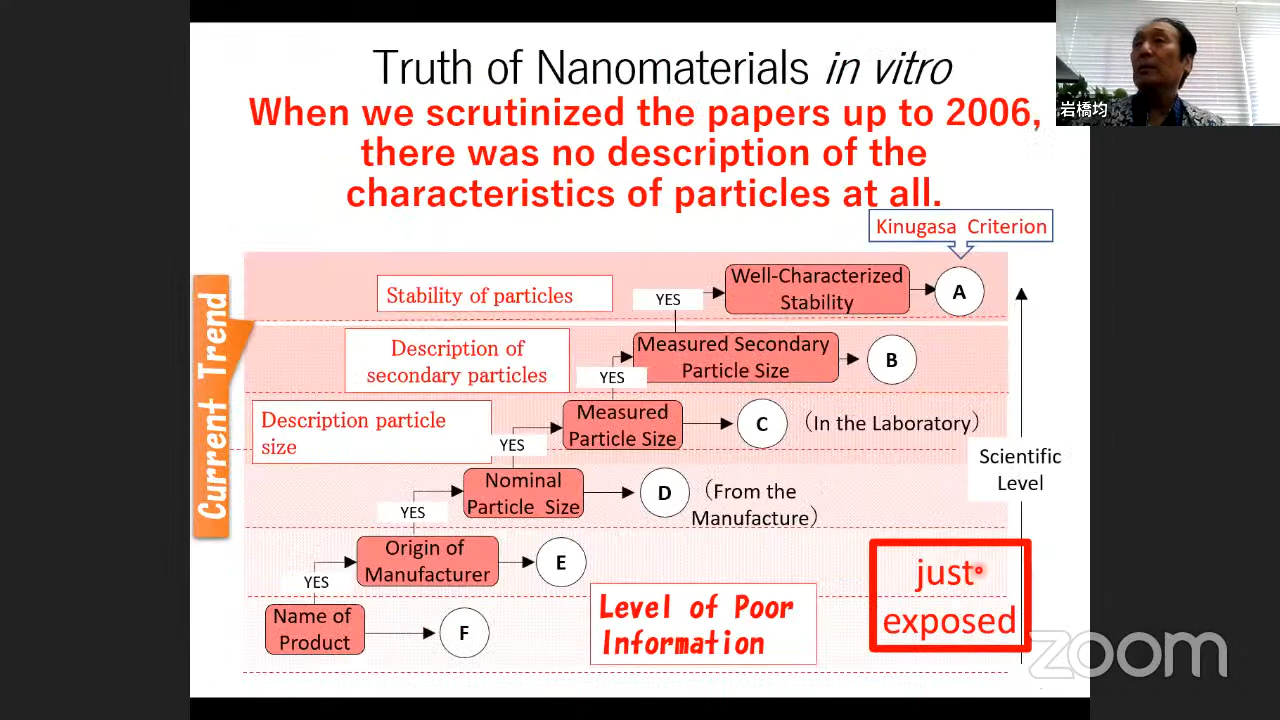 Truth of Nanomaterials in vitro
When we scrutinized the papers up to 2006,
there was no description of the
characteristics of particles at all.
岩橋均
Kinugasa Criterion
Current Trend
Stability of particles
YES
Well-Characterized
Stability
A
Description of
secondary particles
YES
Measured Secondary
Particle Size
B
Description particle
size
YES
Measured
Particle Size
C
(In the Laboratory)
Scientific
Level
YES
Nominal
Particle Size
D
(From the
Manufacture)
YES
Origin of
Manufacturer
E
Name of
Product
F
Level of Poor
Information
just
exposed
zoom